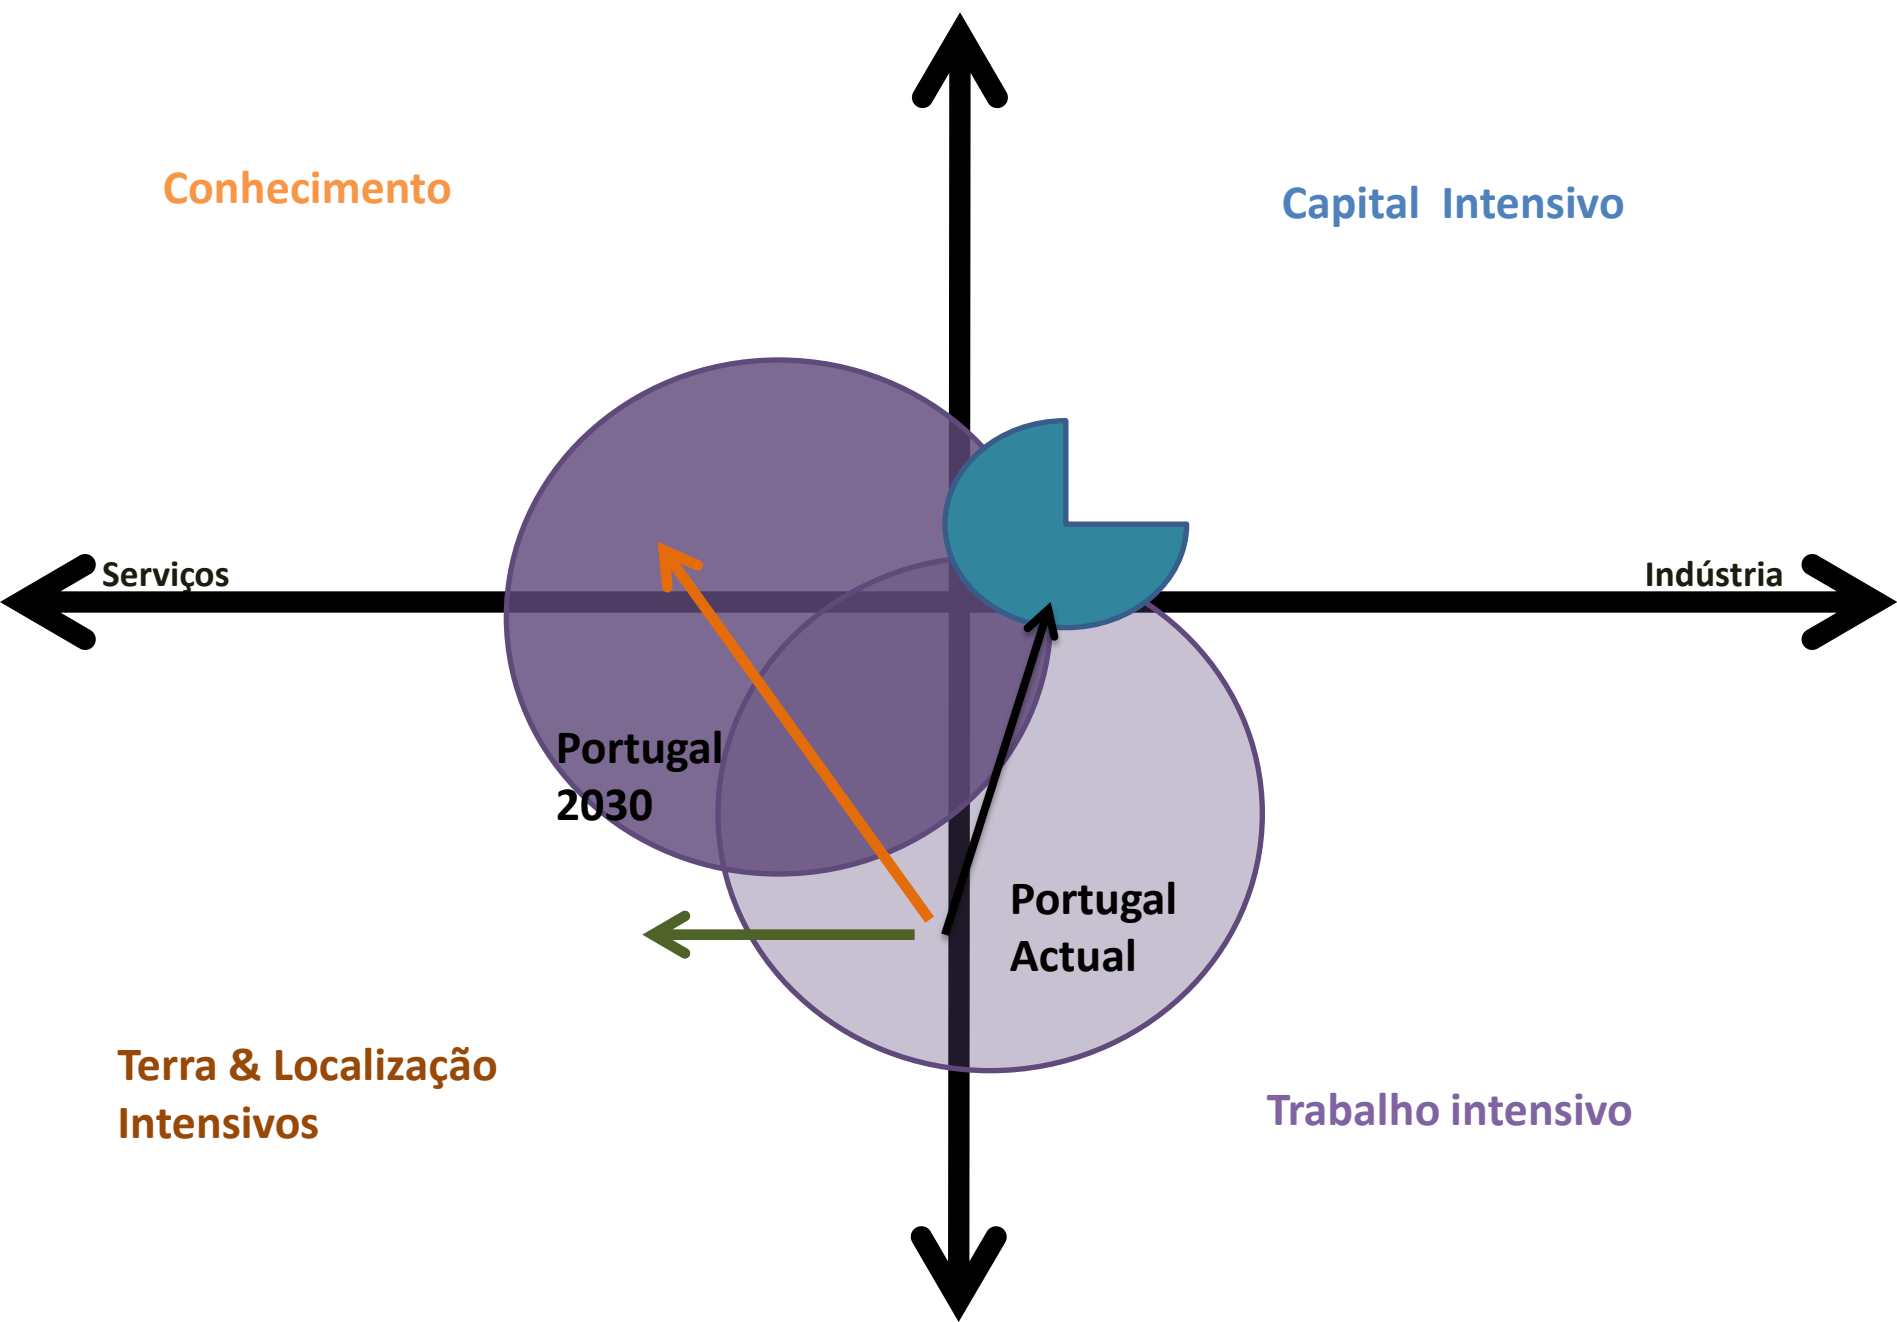 Conhecimento
Capital  Intensivo
Serviços
Indústria
Portugal
2030
Portugal
Actual
Terra & Localização
Intensivos
Trabalho intensivo